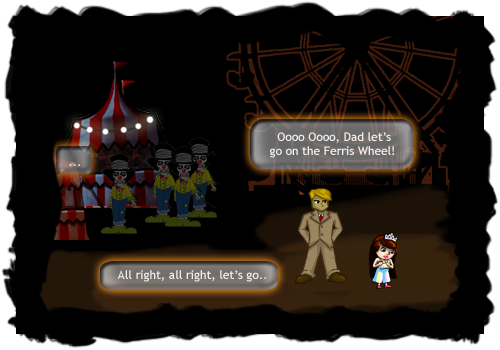 Oooo Oooo, Dad let's
go on the Ferris Wheel!
...
All right, all right, let's go..